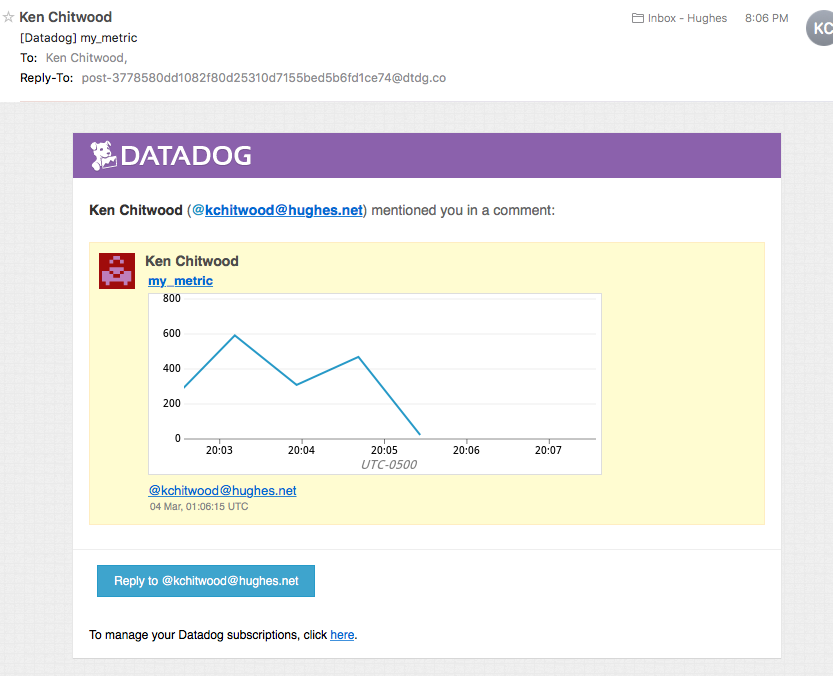 Ken Chitwood
Inbox - Hughes
8:06 PM
KC
[Datadog] my_metric
To: Ken Chitwood,
Reply-To: post-3778580dd1082f80d25310d7155bed5b6fd1ce74@dtdg.co
DATADOG
Ken Chitwood (@kchitwood@hughes.net) mentioned you in a comment:
Ken Chitwood
my_metric
800
600
400
200
0
20:03 20:04 20:05 20:06 20:07
UTC-0500
@kchitwood@hughes.net
04 Mar, 01:06:15 UTC
Reply to @kchitwood@hughes.net
To manage your Datadog subscriptions, click here.